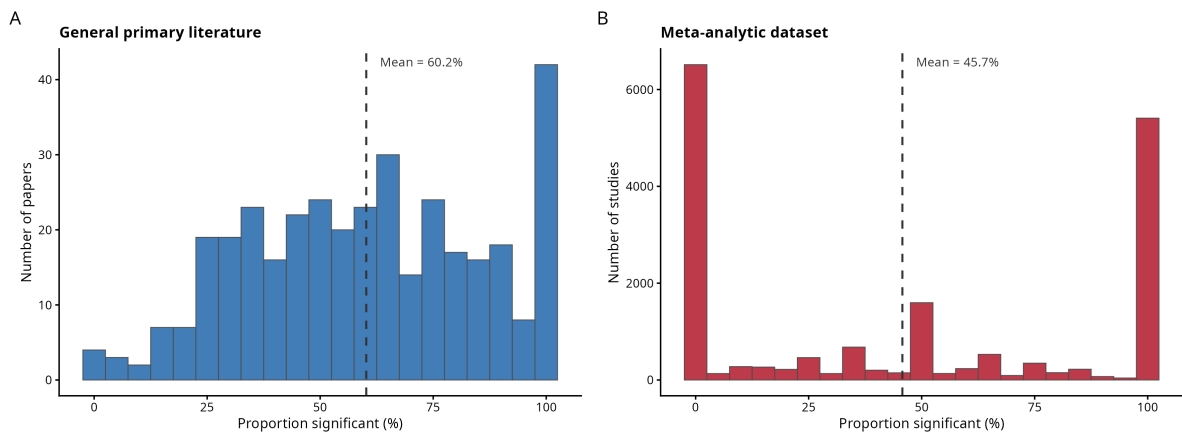 A
General primary literature
Mean = 60.2%
Number of papers
40
30
20
10
0
0 25 50 75 100
Proportion significant (%)
B
Meta-analytic dataset
Mean = 45.7%
Number of studies
6000
4000
2000
0
0 25 50 75 100
Proportion significant (%)